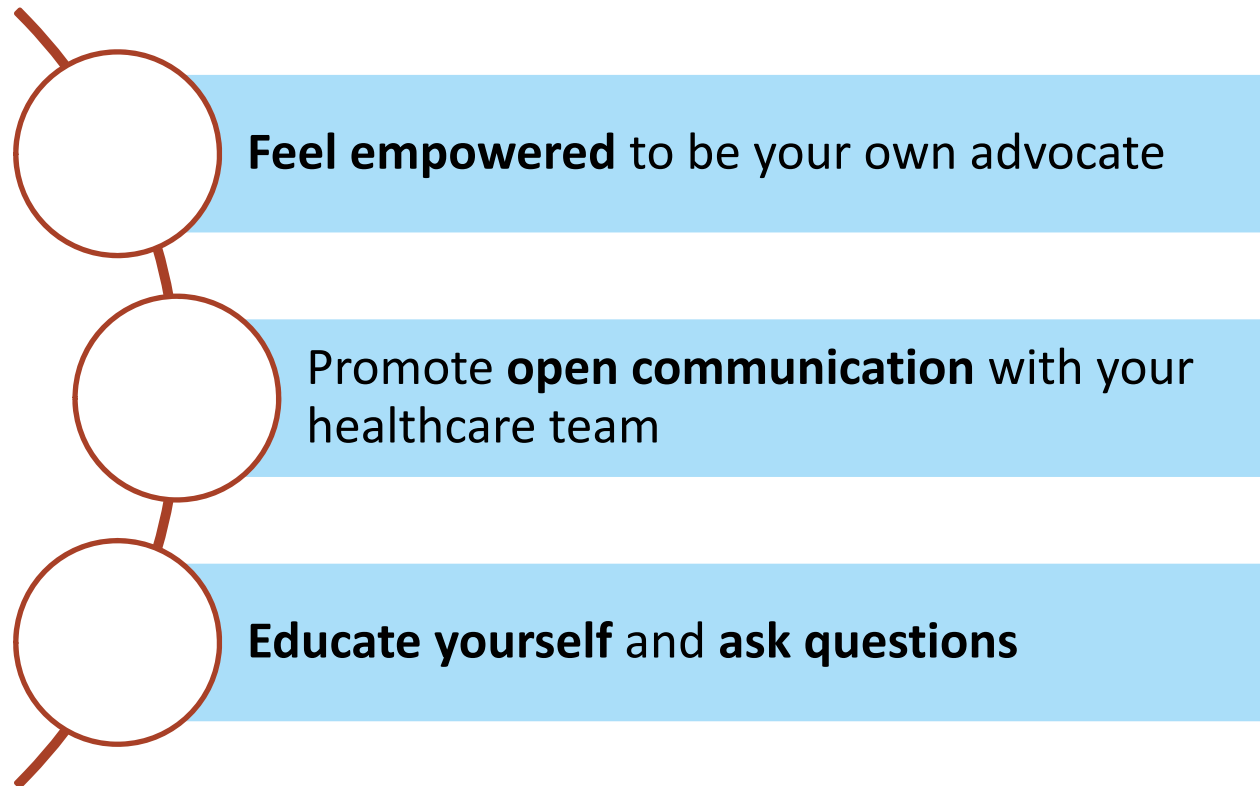 Feel empowered to be your own advocate
Promote open communication with your
healthcare team
Educate yourself and ask questions